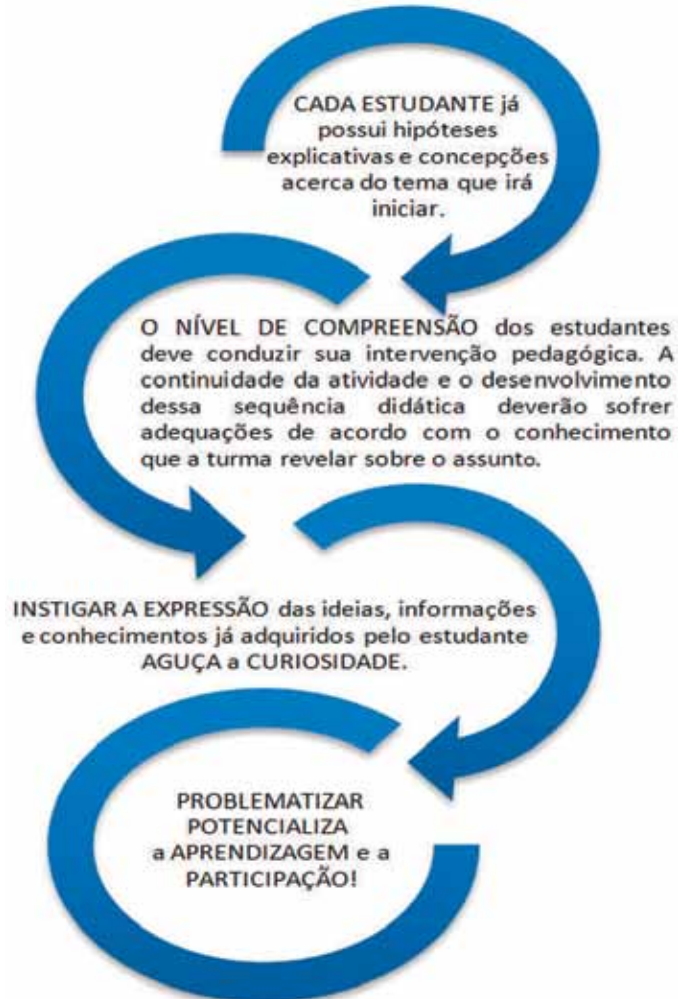 CADA ESTUDANTE já
possui hipóteses
explicativas e concepções
acerca do tema que irá
iniciar.
O NÍVEL DE COMPREENSÃO dos estudantes
deve conduzir sua intervenção pedagógica. A
continuidade da atividade e o desenvolvimento
dessa sequência didática deverão sofrer
adequações de acordo com o conhecimento
que a turma revelar sobre o assunto.
INSTIGAR A EXPRESSÃO das ideias, informações
e conhecimentos já adquiridos pelo estudante
AGUÇA a CURIOSIDADE.
PROBLEMATIZAR
POTENCIALIZA
a APRENDIZAGEM e a
PARTICIPAÇÃO!